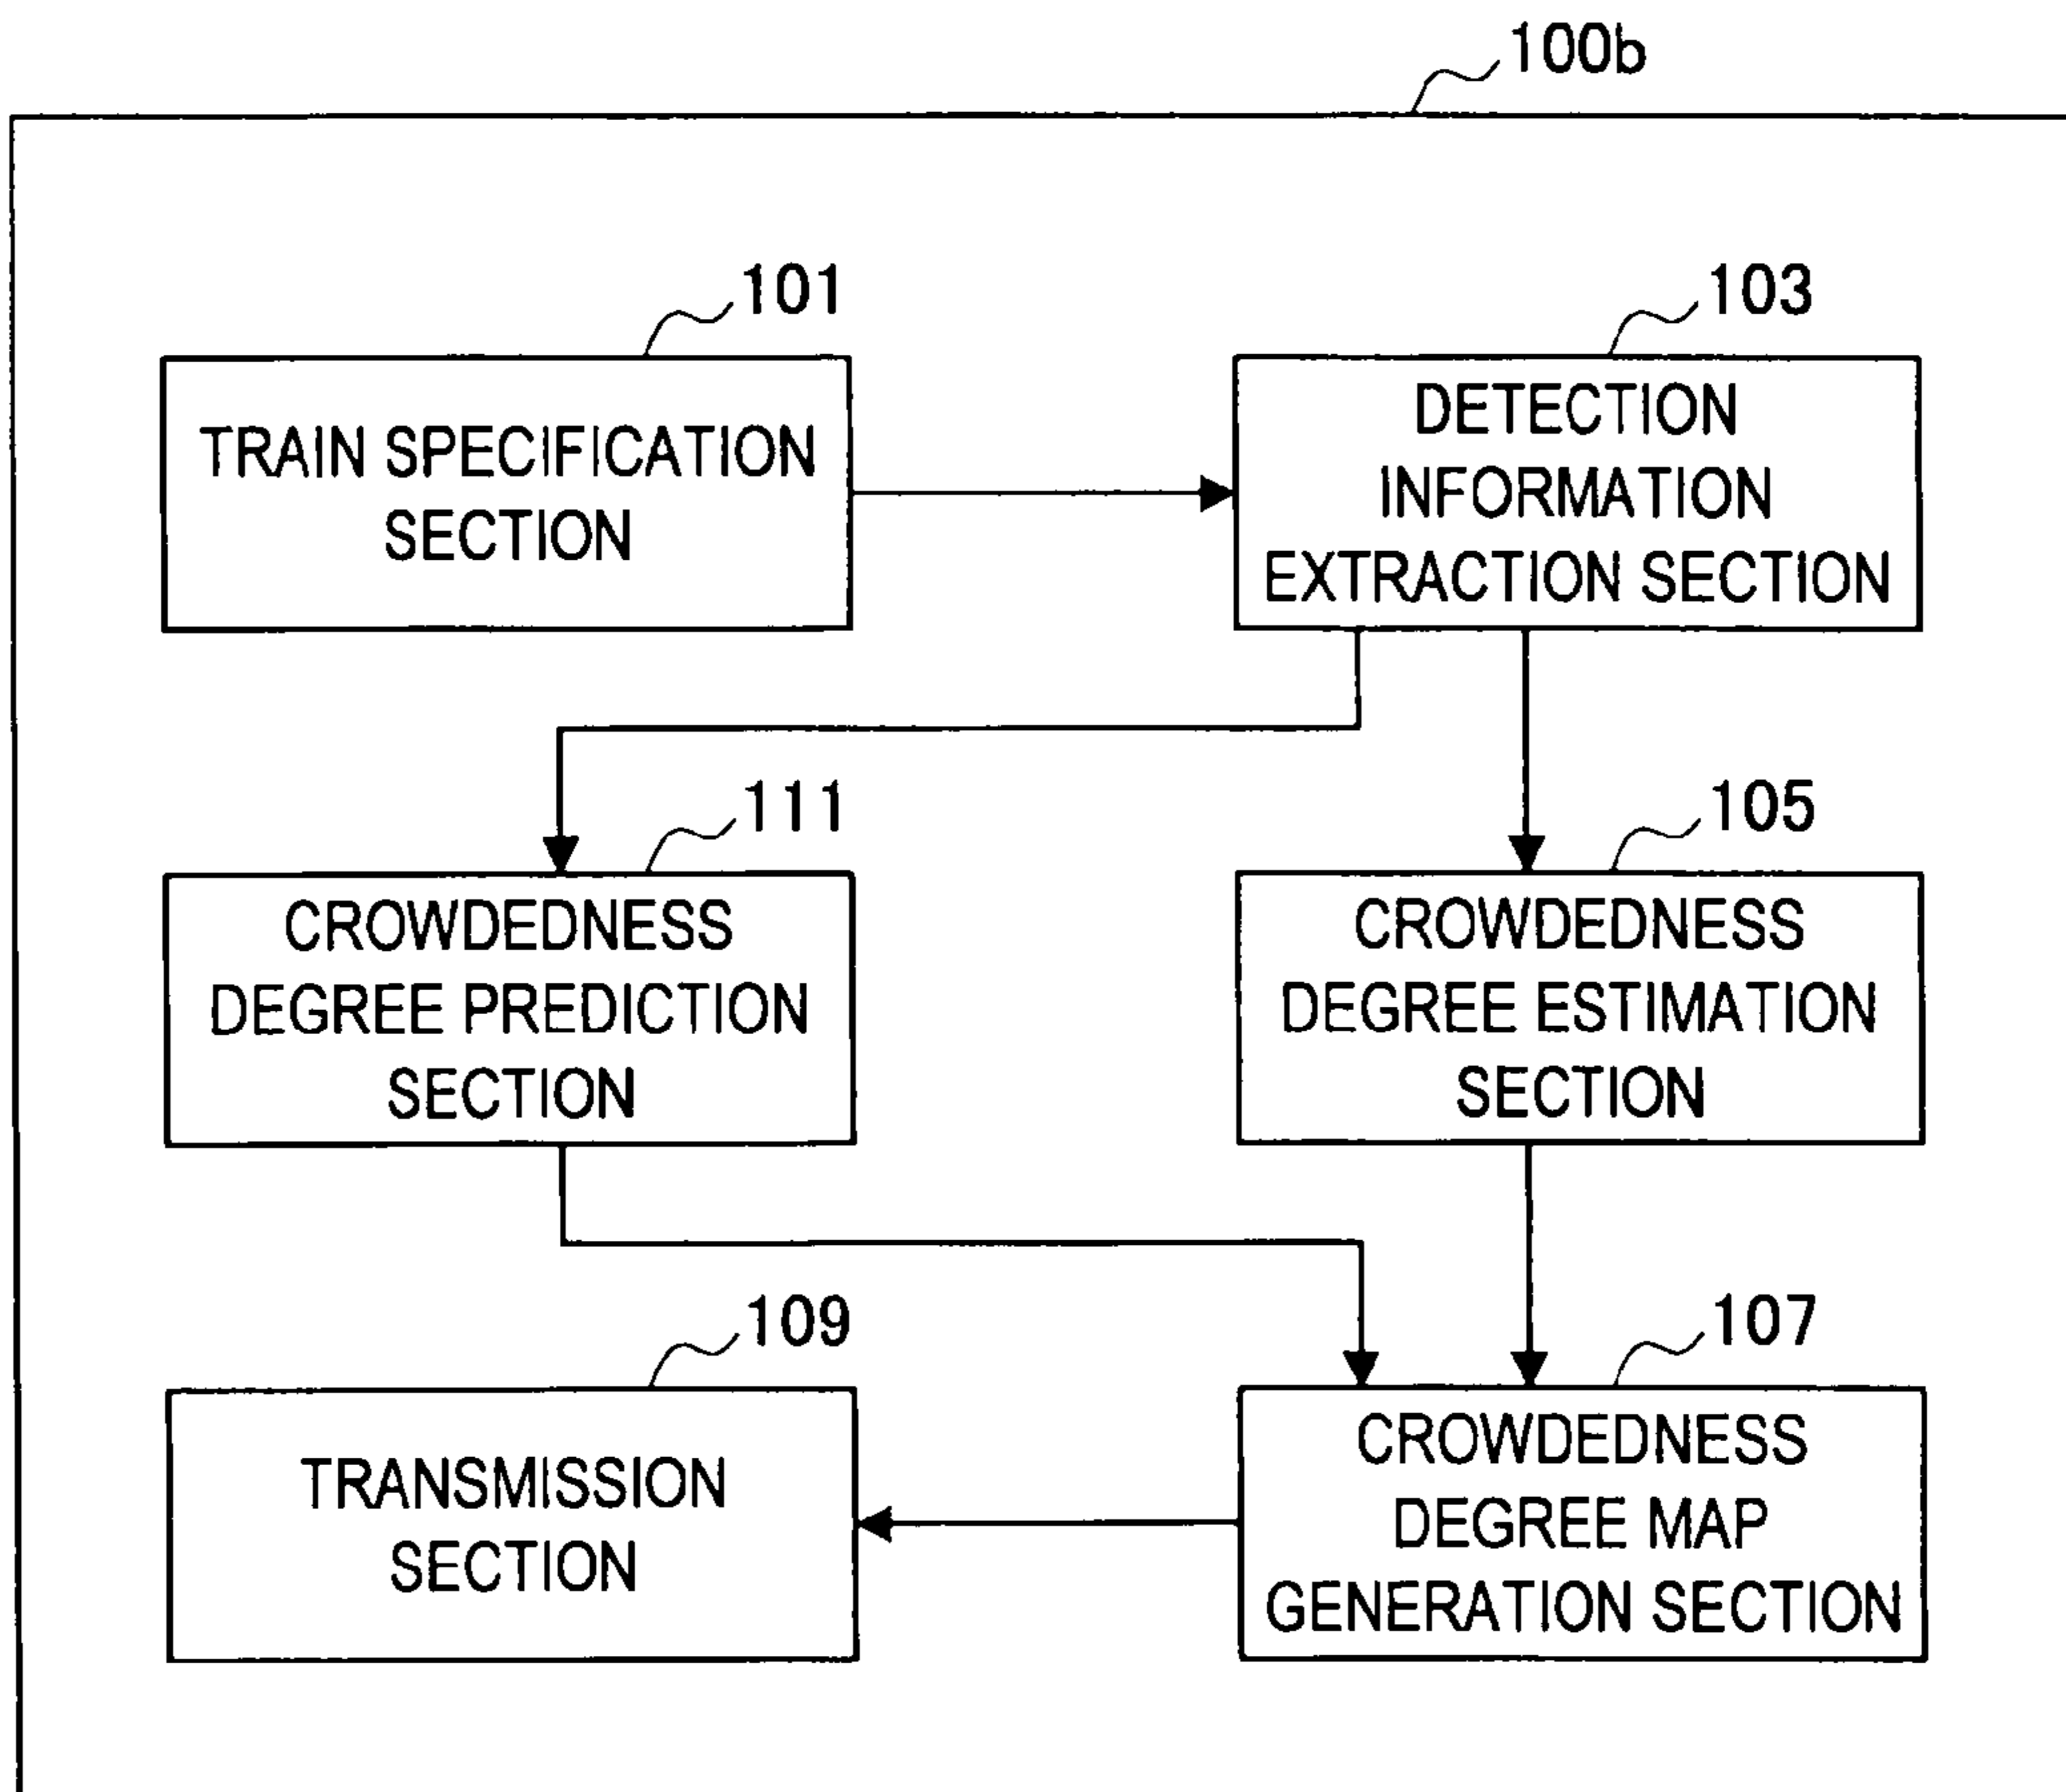 100b
101
TRAIN SPECIFICATION
SECTION
103
DETECTION
INFORMATION
EXTRACTION SECTION
111
CROWDEDNESS
DEGREE PREDICTION
SECTION
105
CROWDEDNESS
DEGREE ESTIMATION
SECTION
109
TRANSMISSION
SECTION
107
CROWDEDNESS
DEGREE MAP
GENERATION SECTION